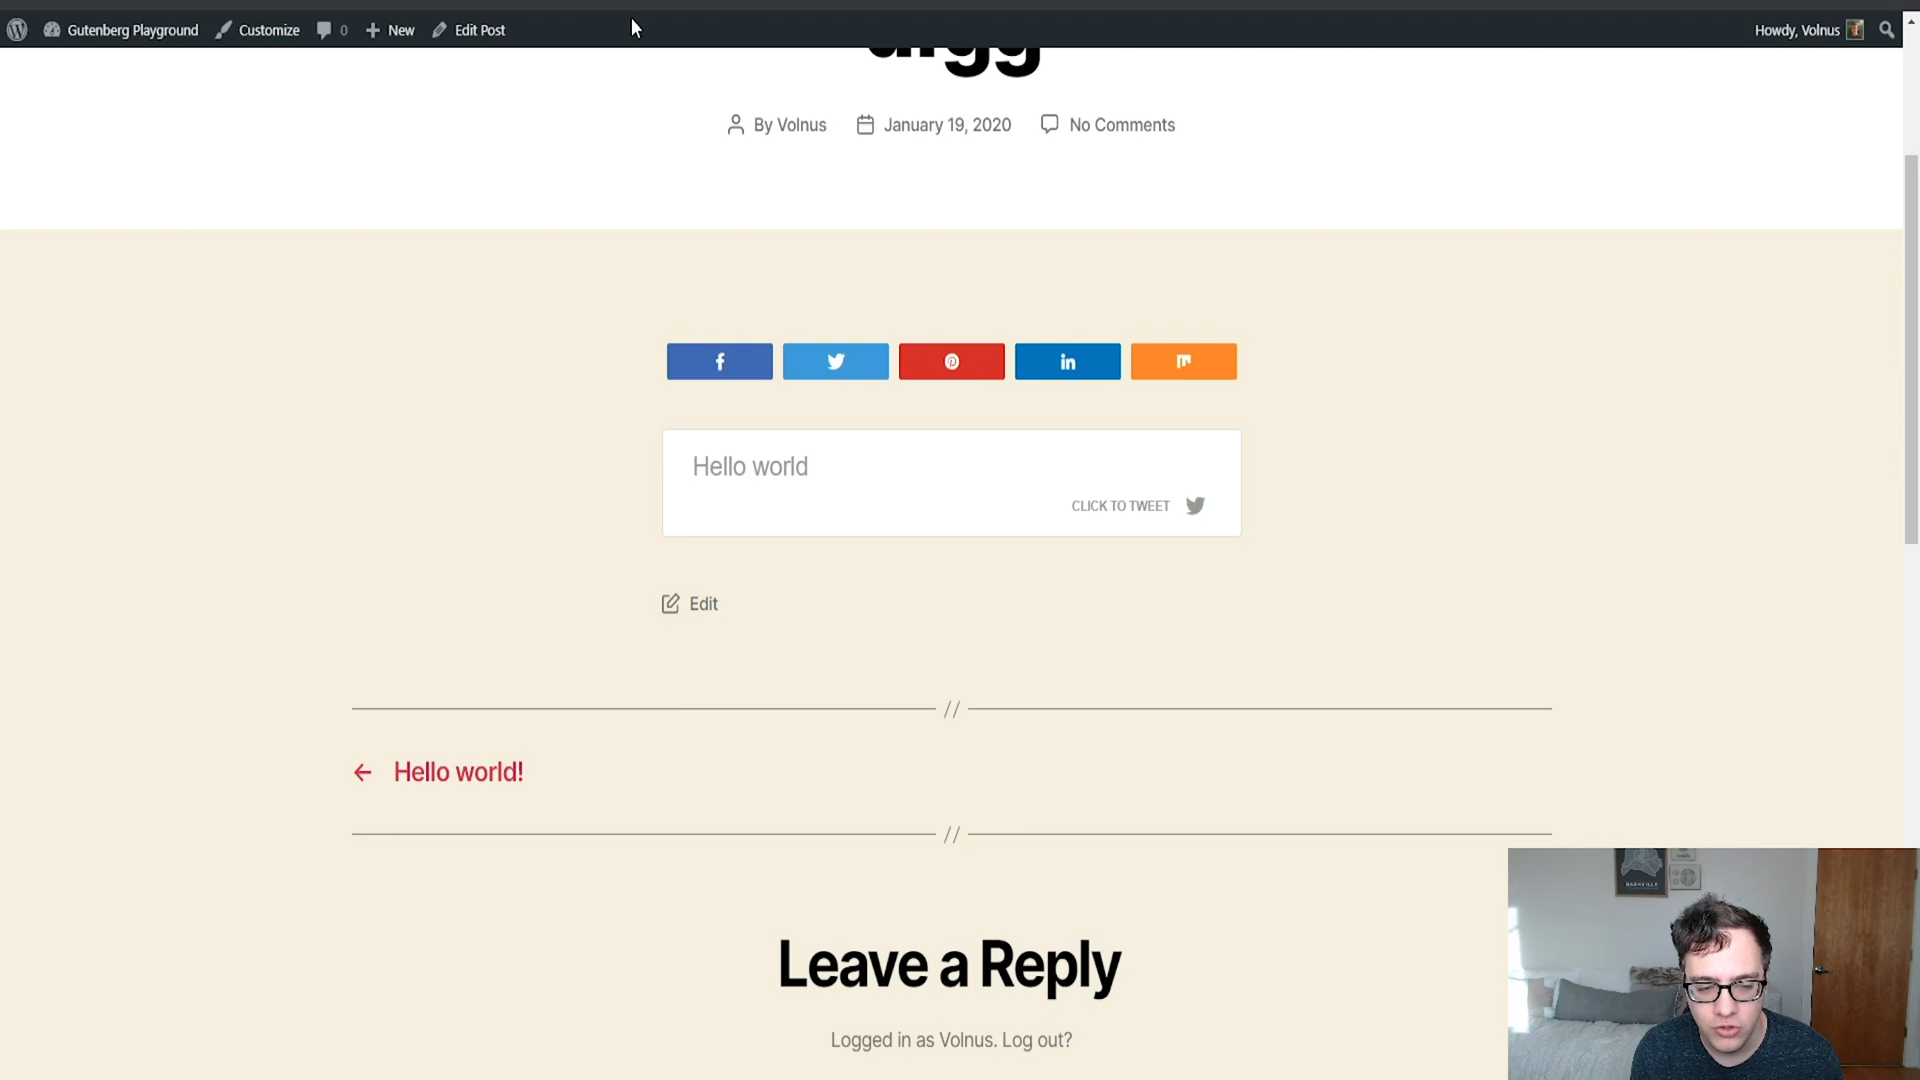 Gutenberg Playground Customize 0 New Edit Post Howdy, Volnus
By Volnus January 19, 2020 No Comments
Hello world
CLICK TO TWEET
Edit
//
← Hello world!
//
Leave a Reply
Logged in as Volnus. Log out?
NASHVILLE